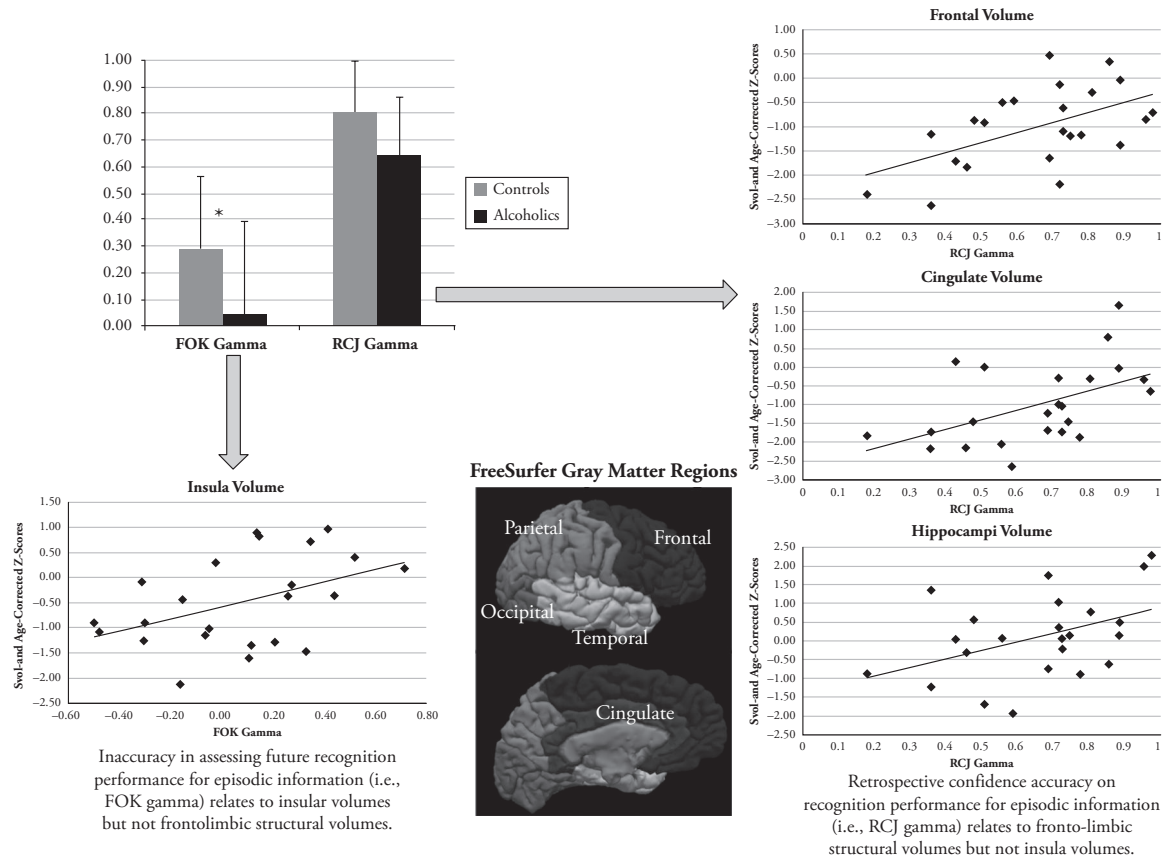 1.00
0.90
0.80
0.70
0.60
0.50
0.40
0.30
0.20
0.10
0.00
*
FOK Gamma
RCJ Gamma
Controls
Alcoholics
Frontal Volume
Svol-and Age-Corrected Z-Scores
1.00
0.50
0.00
−0.50
−1.00
−1.50
−2.00
−2.50
−3.00
0 0.1 0.2 0.3 0.4 0.5 0.6 0.7 0.8 0.9 1
RCJ Gamma
Cingulate Volume
Svol-and Age-Corrected Z-Scores
2.00
1.50
1.00
0.50
0.00
−0.50
−1.00
−1.50
−2.00
−2.50
−3.00
0 0.1 0.2 0.3 0.4 0.5 0.6 0.7 0.8 0.9 1
RCJ Gamma
Insula Volume
Svol-and Age-Corrected Z-Scores
1.50
1.00
0.50
0.00
−0.50
−1.00
−1.50
−2.00
−2.50
−0.60 −0.40 −0.20 0.00 0.20 0.40 0.60 0.80
FOK Gamma
Inaccuracy in assessing future recognition
performance for episodic information (i.e.,
FOK gamma) relates to insular volumes
but not frontolimbic structural volumes.
FreeSurfer Gray Matter Regions
Parietal
Frontal
Occipital
Temporal
Cingulate
Hippocampi Volume
Svol-and Age-Corrected Z-Scores
2.50
2.00
1.50
1.00
0.50
0.00
−0.50
−1.00
−1.50
−2.00
−2.50
0 0.1 0.2 0.3 0.4 0.5 0.6 0.7 0.8 0.9 1
RCJ Gamma
Retrospective confidence accuracy on
recognition performance for episodic information
(i.e., RCJ gamma) relates to fronto-limbic
structural volumes but not insula volumes.